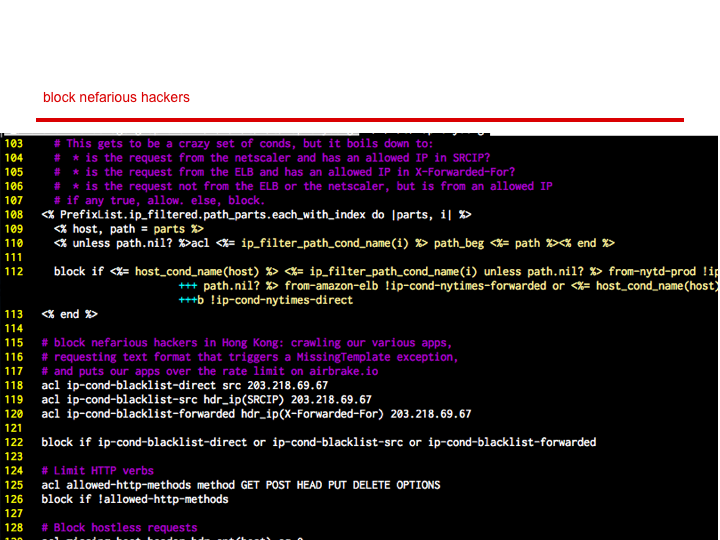 block nefarious hackers
103 # This gets to be a crazy set of conds, but it boils down to:
104 # * is the request from the netscaler and has an allowed IP in SRCIP?
105 # * is the request from the ELB and has an allowed IP in X-Forwarded-For?
106 # * is the request not from the ELB or the netscaler, but is from an allowed IP
107 # if any true, allow. else, block.
108 <% PrefixList.ip_filtered.path_parts.each_with_index do |parts, i| %>
109 <% host, path = parts %>
110 <% unless path.nil? %>acl <%= ip_filter_path_cond_name(i) %> path_beg <%= path %><% end %>
111
112 block if <%= host_cond_name(host) %> <%= ip_filter_path_cond_name(i) unless path.nil? %> from-nytd-prod !ip
+++ path.nil? %> from-amazon-elb !ip-cond-nytimes-forwarded or <%= host_cond_name(host)
+++b !ip-cond-nytimes-direct
113 <% end %>
114
115 # block nefarious hackers in Hong Kong: crawling our various apps,
116 # requesting text format that triggers a MissingTemplate exception,
117 # and puts our apps over the rate limit on airbrake.io
118 acl ip-cond-blacklist-direct src 203.218.69.67
119 acl ip-cond-blacklist-src hdr_ip(SRCIP) 203.218.69.67
120 acl ip-cond-blacklist-forwarded hdr_ip(X-Forwarded-For) 203.218.69.67
121
122 block if ip-cond-blacklist-direct or ip-cond-blacklist-src or ip-cond-blacklist-forwarded
123
124 # Limit HTTP verbs
125 acl allowed-http-methods method GET POST HEAD PUT DELETE OPTIONS
126 block if !allowed-http-methods
127
128 # Block hostless requests